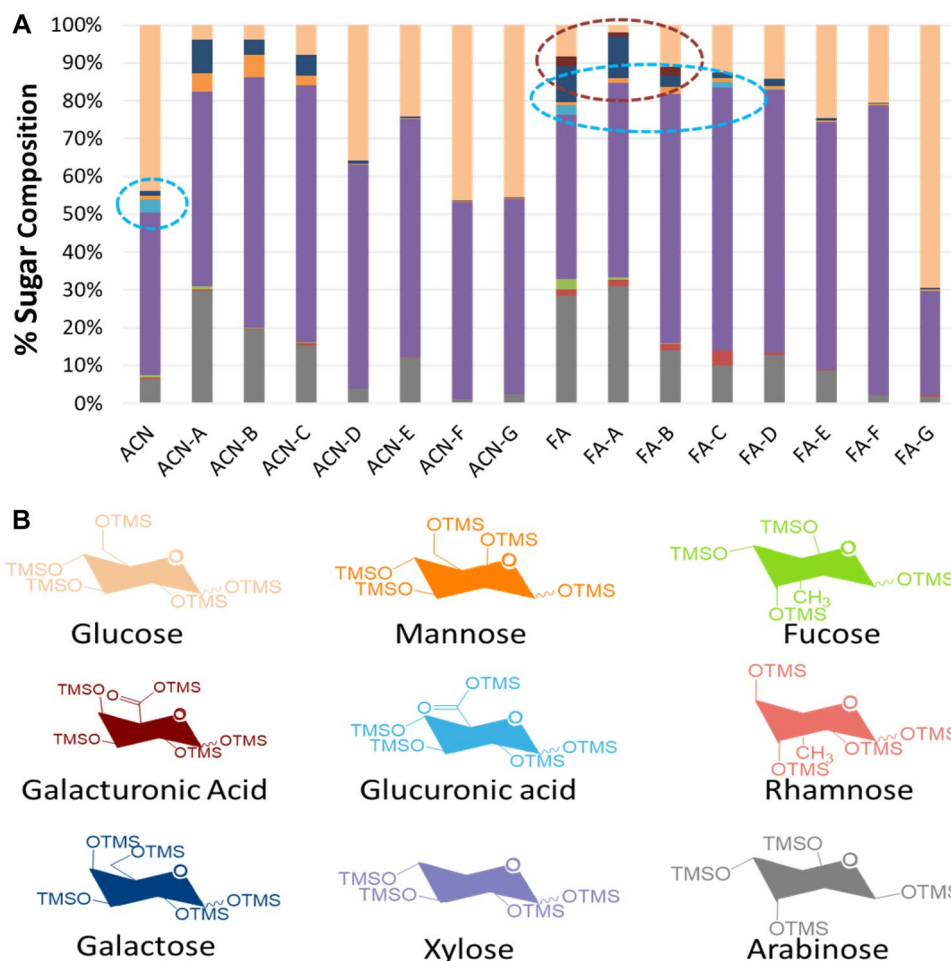 A
% Sugar Composition
100%
90%
80%
70%
60%
50%
40%
30%
20%
10%
0%
ACN
ACN-A
ACN-B
ACN-C
ACN-D
ACN-E
ACN-F
ACN-G
FA
FA-A
FA-B
FA-C
FA-D
FA-E
FA-F
FA-G
B
OTMS
O
TMSO
TMSO
OTMS
OTMS
Glucose
OTMS
OTMS
O
TMSO
TMSO
OTMS
Mannose
TMSO
O
TMSO
OTMS
CH3
OTMS
Fucose
TMSO
O
OTMS
O
TMSO
OTMS
OTMS
Galacturonic Acid
OTMS
O
O
TMSO
TMSO
OTMS
OTMS
Glucuronic acid
OTMS
O
OTMS
CH3
OTMS
OTMS
Rhamnose
OTMS
OTMS
O
TMSO
OTMS
OTMS
Galactose
O
TMSO
TMSO
OTMS
OTMS
Xylose
TMSO
O
TMSO
OTMS
OTMS
Arabinose